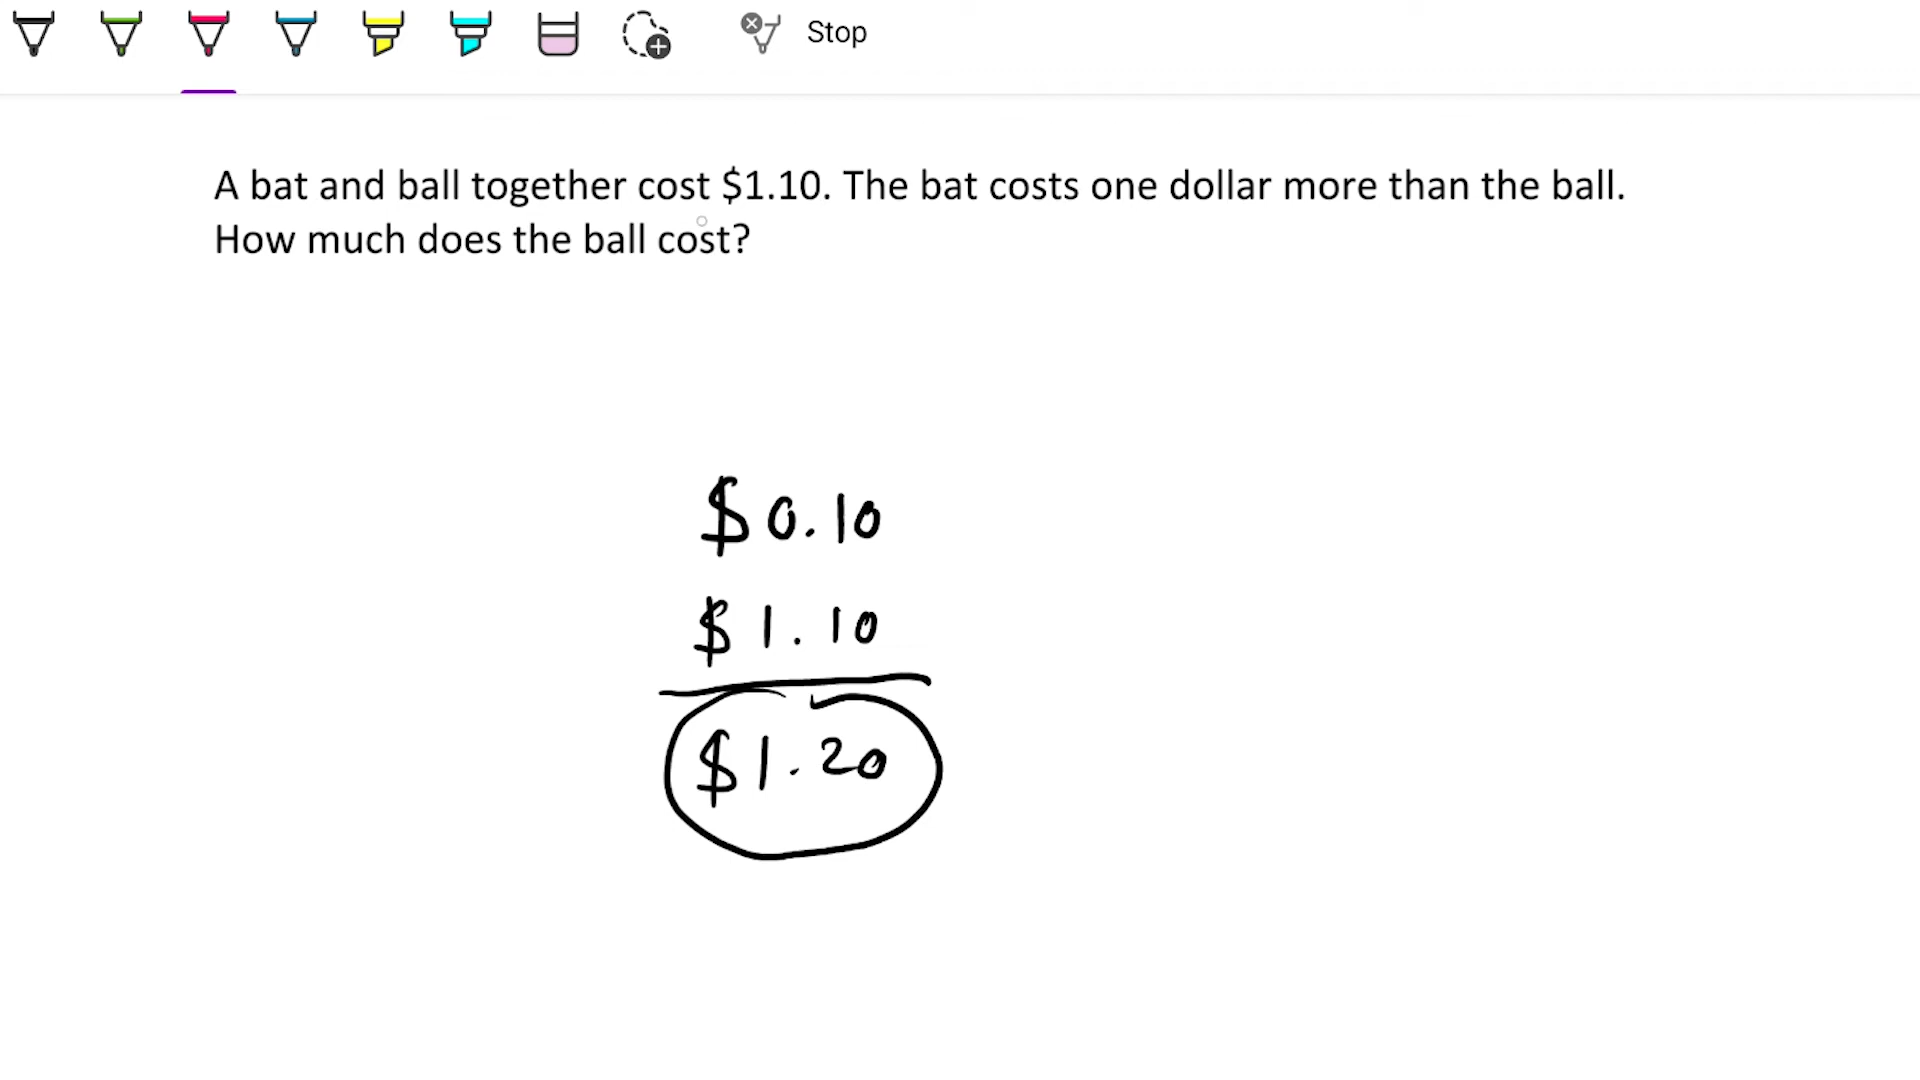 Stop
A bat and ball together cost $1.10. The bat costs one dollar more than the ball.
How much does the ball cost?
$0.10
$1.10
$1.20